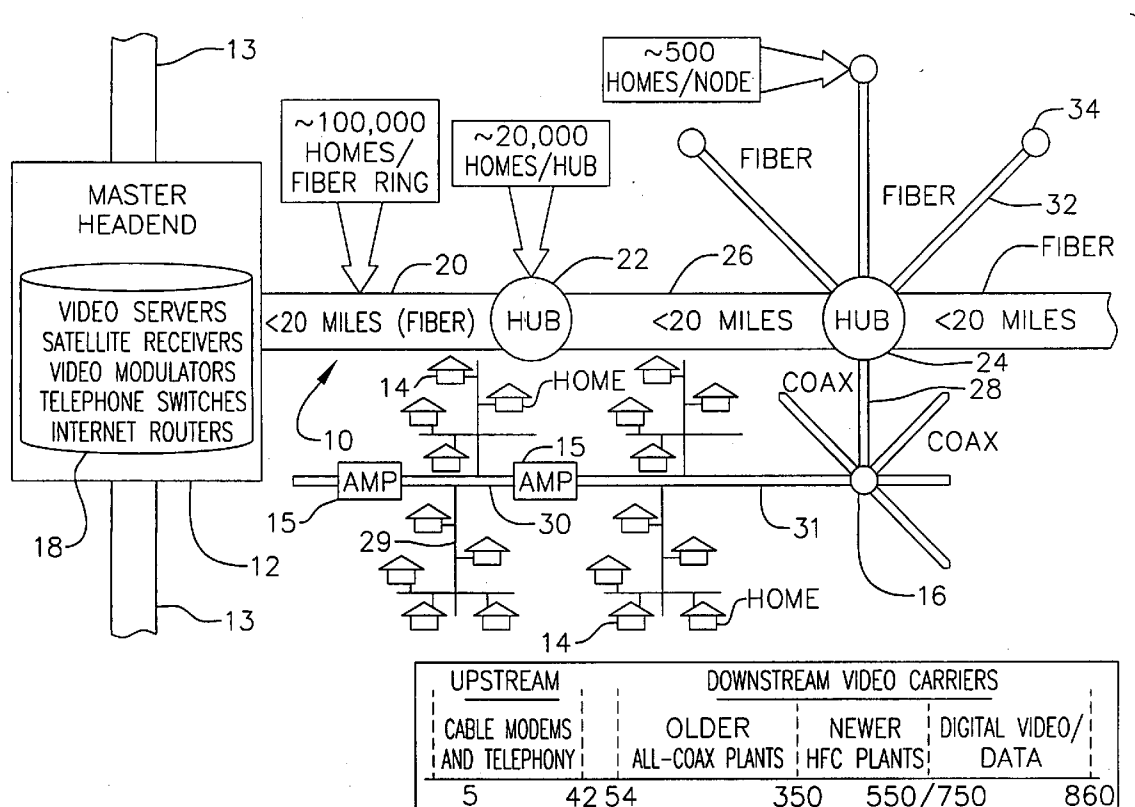 13
~500
HOMES/NODE
34
~100,000
HOMES/
FIBER RING
~20,000
HOMES/HUB
FIBER
FIBER
32
FIBER
MASTER
HEADEND
20
22
26
VIDEO SERVERS
SATELLITE RECEIVERS
VIDEO MODULATORS
TELEPHONE SWITCHES
INTERNET ROUTERS
<20 MILES (FIBER)
HUB
<20 MILES
HUB
<20 MILES
24
14
HOME
COAX
28
COAX
10
15
AMP
AMP
15
30
31
18
12
29
16
13
14
HOME
UPSTREAM
DOWNSTREAM VIDEO CARRIERS
CABLE MODEMS
AND TELEPHONY
OLDER
ALL-COAX PLANTS
NEWER
HFC PLANTS
DIGITAL VIDEO/
DATA
5 42 54 350 550/750 860